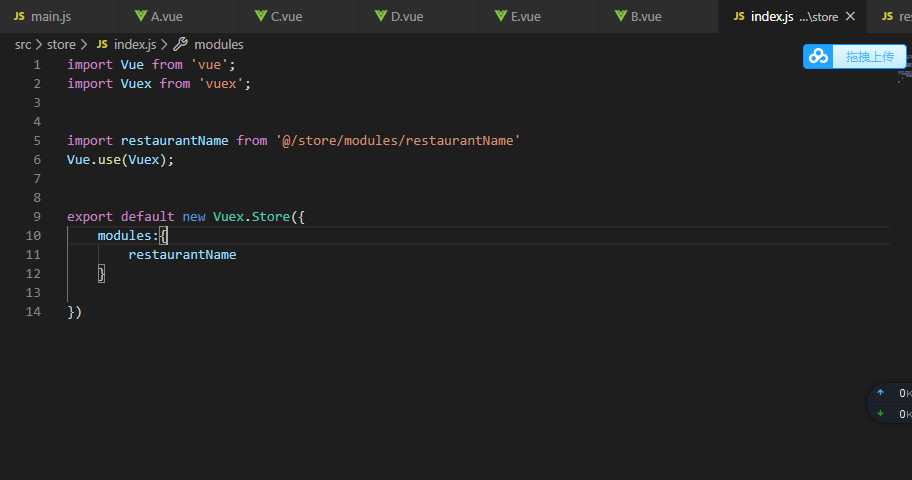 JS main.js A.vue C.vue D.vue E.vue B.vue JS index.js ...\store JS res
src > store > JS index.js > modules
拖拽上传
1 import Vue from 'vue';
2 import Vuex from 'vuex';
3
4
5 import restaurantName from '@/store/modules/restaurantName'
6 Vue.use(Vuex);
7
8
9 export default new Vuex.Store({
10 modules:{
11 restaurantName
12 }
13
14 })
0K
0K